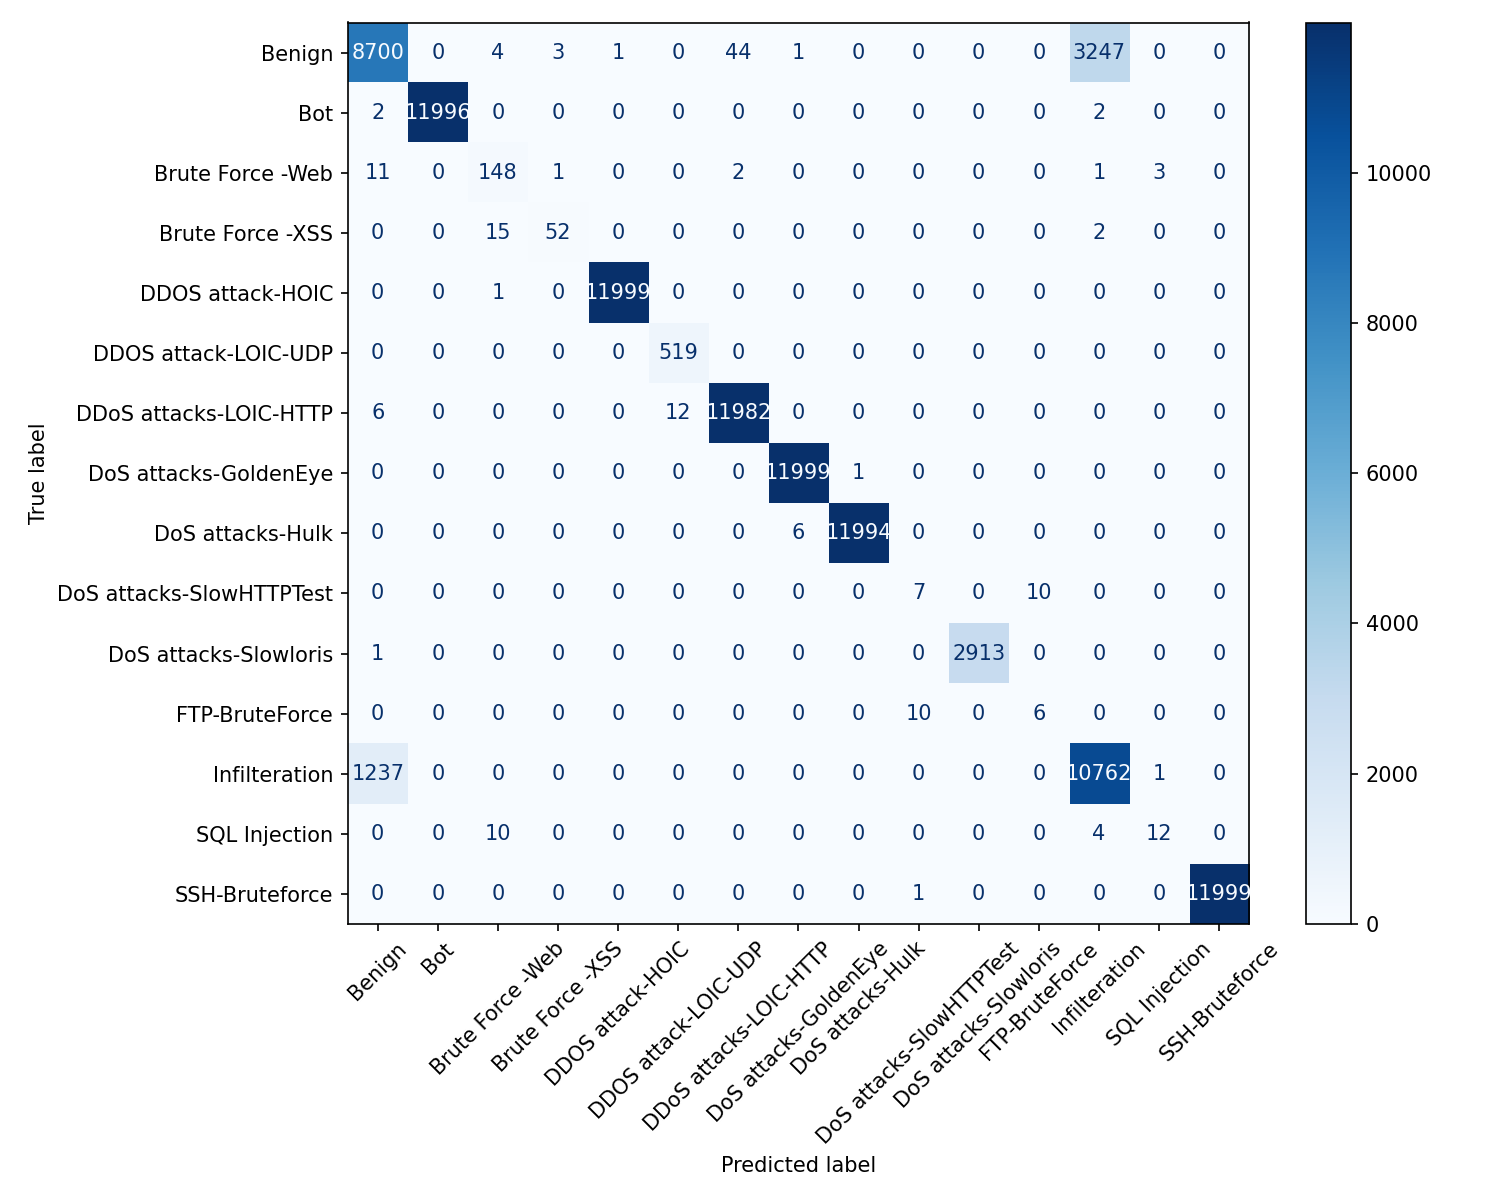 Benign 8700 0 4 3 1 0 44 1 0 0 0 0 3247 0 0
Bot 2 11996 0 0 0 0 0 0 0 0 0 0 2 0 0
Brute Force -Web 11 0 148 1 0 0 2 0 0 0 0 0 1 3 0
Brute Force -XSS 0 0 15 52 0 0 0 0 0 0 0 0 2 0 0
DDOS attack-HOIC 0 0 1 0 11999 0 0 0 0 0 0 0 0 0 0
DDOS attack-LOIC-UDP 0 0 0 0 0 519 0 0 0 0 0 0 0 0 0
DDoS attacks-LOIC-HTTP 6 0 0 0 0 12 11982 0 0 0 0 0 0 0 0
DoS attacks-GoldenEye 0 0 0 0 0 0 0 11999 1 0 0 0 0 0 0
DoS attacks-Hulk 0 0 0 0 0 0 0 6 11994 0 0 0 0 0 0
DoS attacks-SlowHTTPTest 0 0 0 0 0 0 0 0 0 7 0 10 0 0 0
DoS attacks-Slowloris 1 0 0 0 0 0 0 0 0 0 2913 0 0 0 0
FTP-BruteForce 0 0 0 0 0 0 0 0 0 10 0 6 0 0 0
Infilteration 1237 0 0 0 0 0 0 0 0 0 0 0 10762 1 0
SQL Injection 0 0 10 0 0 0 0 0 0 0 0 0 4 12 0
SSH-Bruteforce 0 0 0 0 0 0 0 0 0 1 0 0 0 0 11999
True label
Benign
Bot
Brute Force -Web
Brute Force -XSS
DDOS attack-HOIC
DDOS attack-LOIC-UDP
DDoS attacks-LOIC-HTTP
DoS attacks-GoldenEye
DoS attacks-Hulk
DoS attacks-SlowHTTPTest
DoS attacks-Slowloris
FTP-BruteForce
Infilteration
SQL Injection
SSH-Bruteforce
Predicted label
10000
8000
6000
4000
2000
0